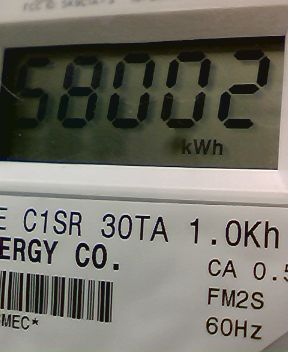 58002
kWh
E C1SR 30TA 1.0Kh
ERGY CO.
CA 0.5
FM2S
MEC*
60Hz